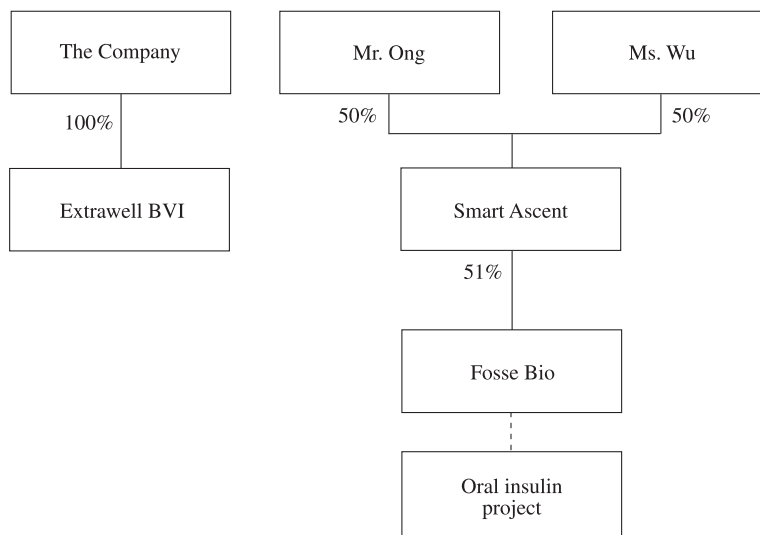 The Company
Mr. Ong
Ms. Wu
100%
50%
50%
Extrawell BVI
Smart Ascent
51%
Fosse Bio
Oral insulin
project